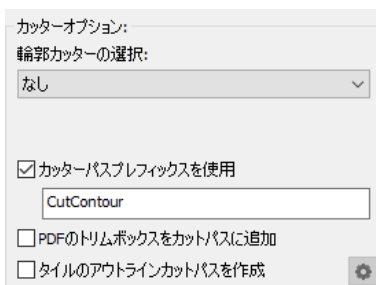 カッターオプション:
輪郭カッターの選択:
なし
カッターパスプレフィックスを使用
CutContour
PDFのトリムボックスをカットパスに追加
タイルのアウトラインカットパスを作成